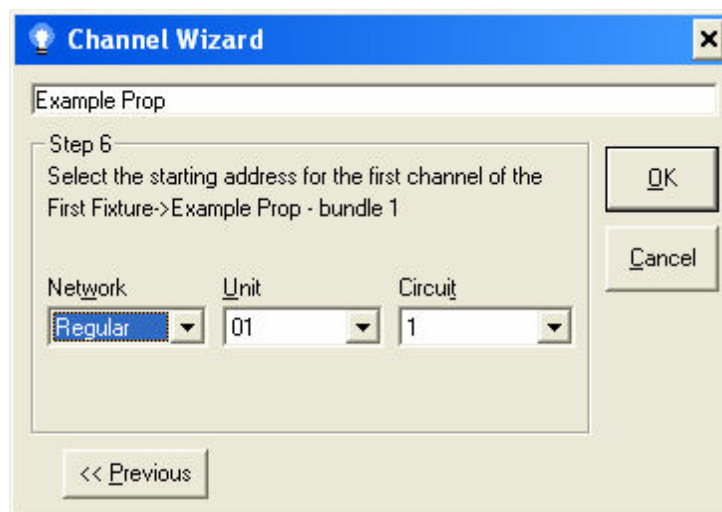 Channel Wizard
Example Prop
Step 6
Select the starting address for the first channel of the
First Fixture->Example Prop - bundle 1
OK
Cancel
Network Unit Circuit
Regular 01 1
<< Previous